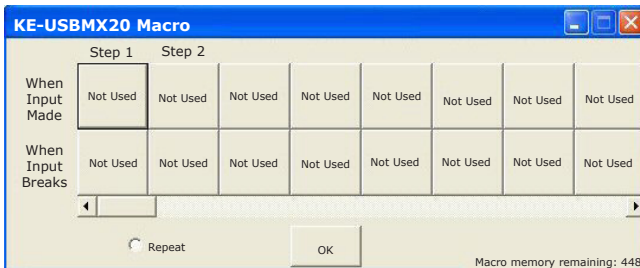 KE-USBMX20 Macro
Step 1 Step 2
When Input Made
Not Used Not Used Not Used Not Used Not Used Not Used Not Used Not Used
When Input Breaks
Not Used Not Used Not Used Not Used Not Used Not Used Not Used Not Used
Repeat
OK
Macro memory remaining: 448